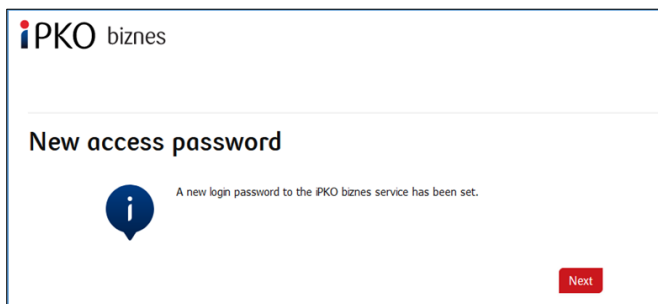 iPKO biznes
New access password
i
A new login password to the iPKO biznes service has been set.
Next